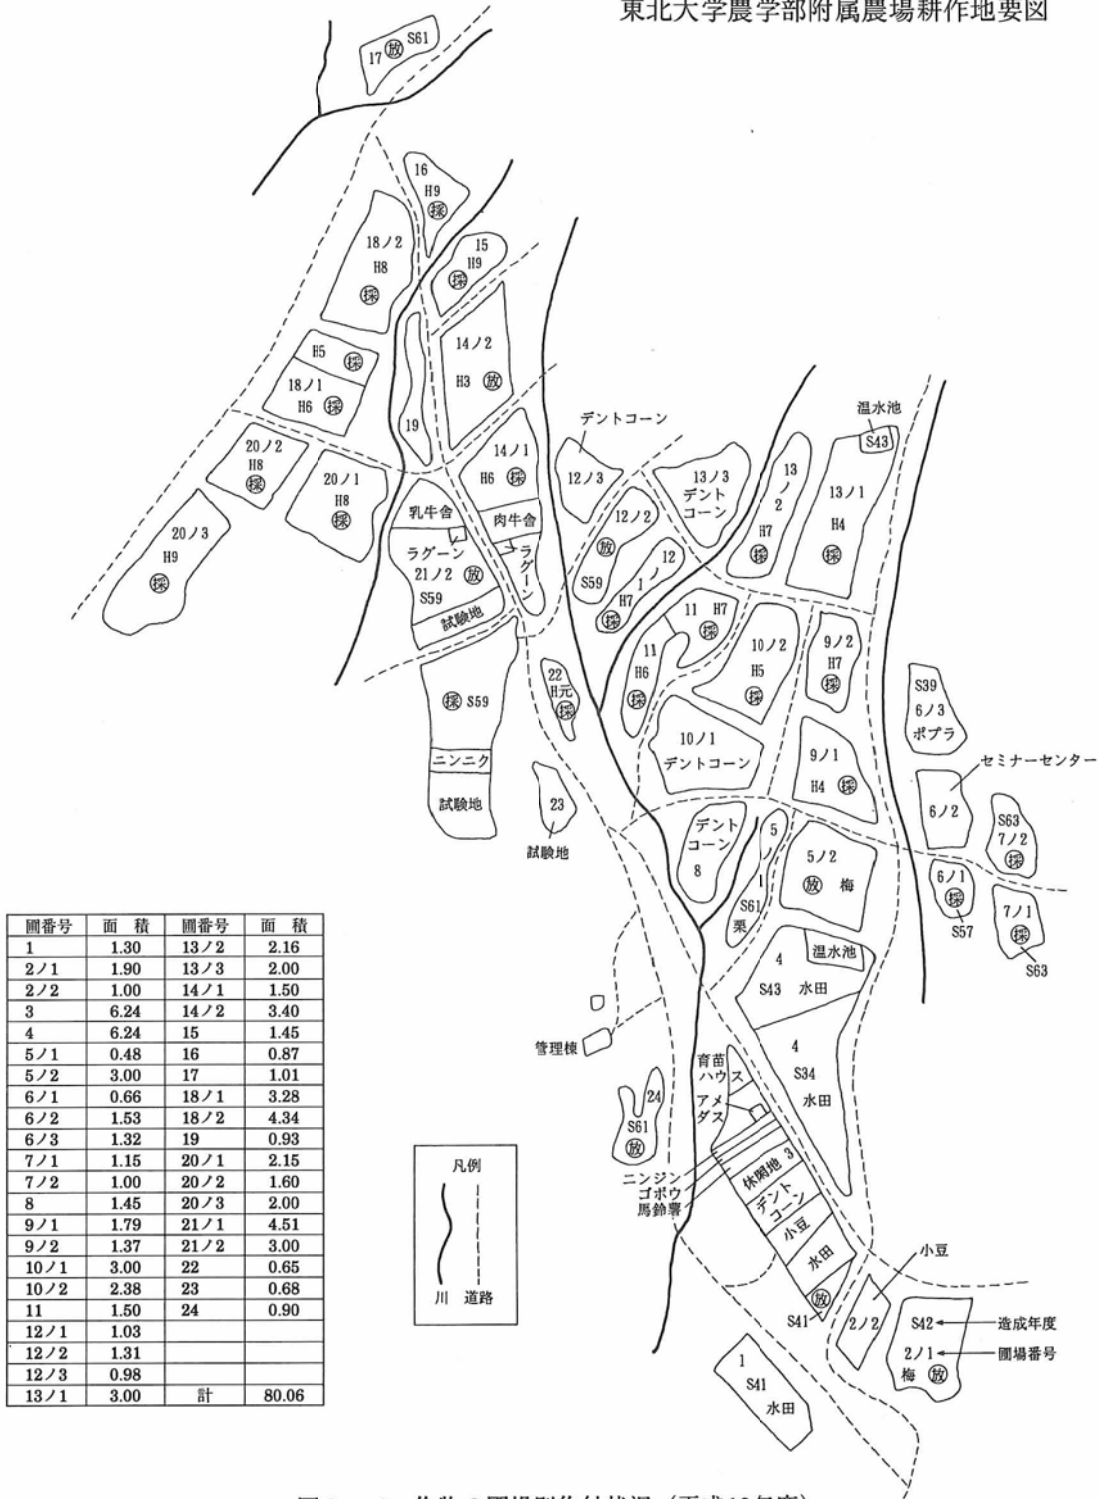 東北大学農学部附属農場耕作地要図
17 放 S61
16
H9
採
15
H9
採
18ノ2
H8
採
H5 採
18ノ1
H6 採
14ノ2
H3 放
19
14ノ1
H6 採
肉牛舎
ラグーン
20ノ2
H8
採
20ノ1
H8
採
20ノ3
H9
採
乳牛舎
ラグーン
21ノ2 放
S59
試験地
採 S59
ニンニク
試験地
22
H元
採
23
試験地
デントコーン
12ノ3
12ノ2
放
S59
12ノ1
H7
採
13ノ3
デント
コーン
13ノ2
H7
採
温水池
S43
13ノ1
H4
採
11 H7
採
11
H6
採
10ノ2
H5
採
9ノ2
H7
採
10ノ1
デントコーン
9ノ1
H4 採
S39
6ノ3
ポプラ
セミナーセンター
6ノ2
S63
7ノ2
採
6ノ1
採
S57
7ノ1
採
S63
デント
コーン
8
5ノ1
S61
栗
5ノ2
放 梅
温水池
4
S43 水田
4
S34
水田
管理棟
24
S61
放
育苗
ハウス
アメ
ダス
ニンジン
ゴボウ
馬鈴薯
休閑地 3
デント
コーン
小豆
水田
放
S41
小豆
2ノ2
S42 造成年度
2ノ1 圃場番号
梅 放
1
S41
水田
凡例
川 道路
圃番号 面 積 圃番号 面 積
1 1.30 13ノ2 2.16
2ノ1 1.90 13ノ3 2.00
2ノ2 1.00 14ノ1 1.50
3 6.24 14ノ2 3.40
4 6.24 15 1.45
5ノ1 0.48 16 0.87
5ノ2 3.00 17 1.01
6ノ1 0.66 18ノ1 3.28
6ノ2 1.53 18ノ2 4.34
6ノ3 1.32 19 0.93
7ノ1 1.15 20ノ1 2.15
7ノ2 1.00 20ノ2 1.60
8 1.45 20ノ3 2.00
9ノ1 1.79 21ノ1 4.51
9ノ2 1.37 21ノ2 3.00
10ノ1 3.00 22 0.65
10ノ2 2.38 23 0.68
11 1.50 24 0.90
12ノ1 1.03
12ノ2 1.31
12ノ3 0.98
13ノ1 3.00 計 80.06